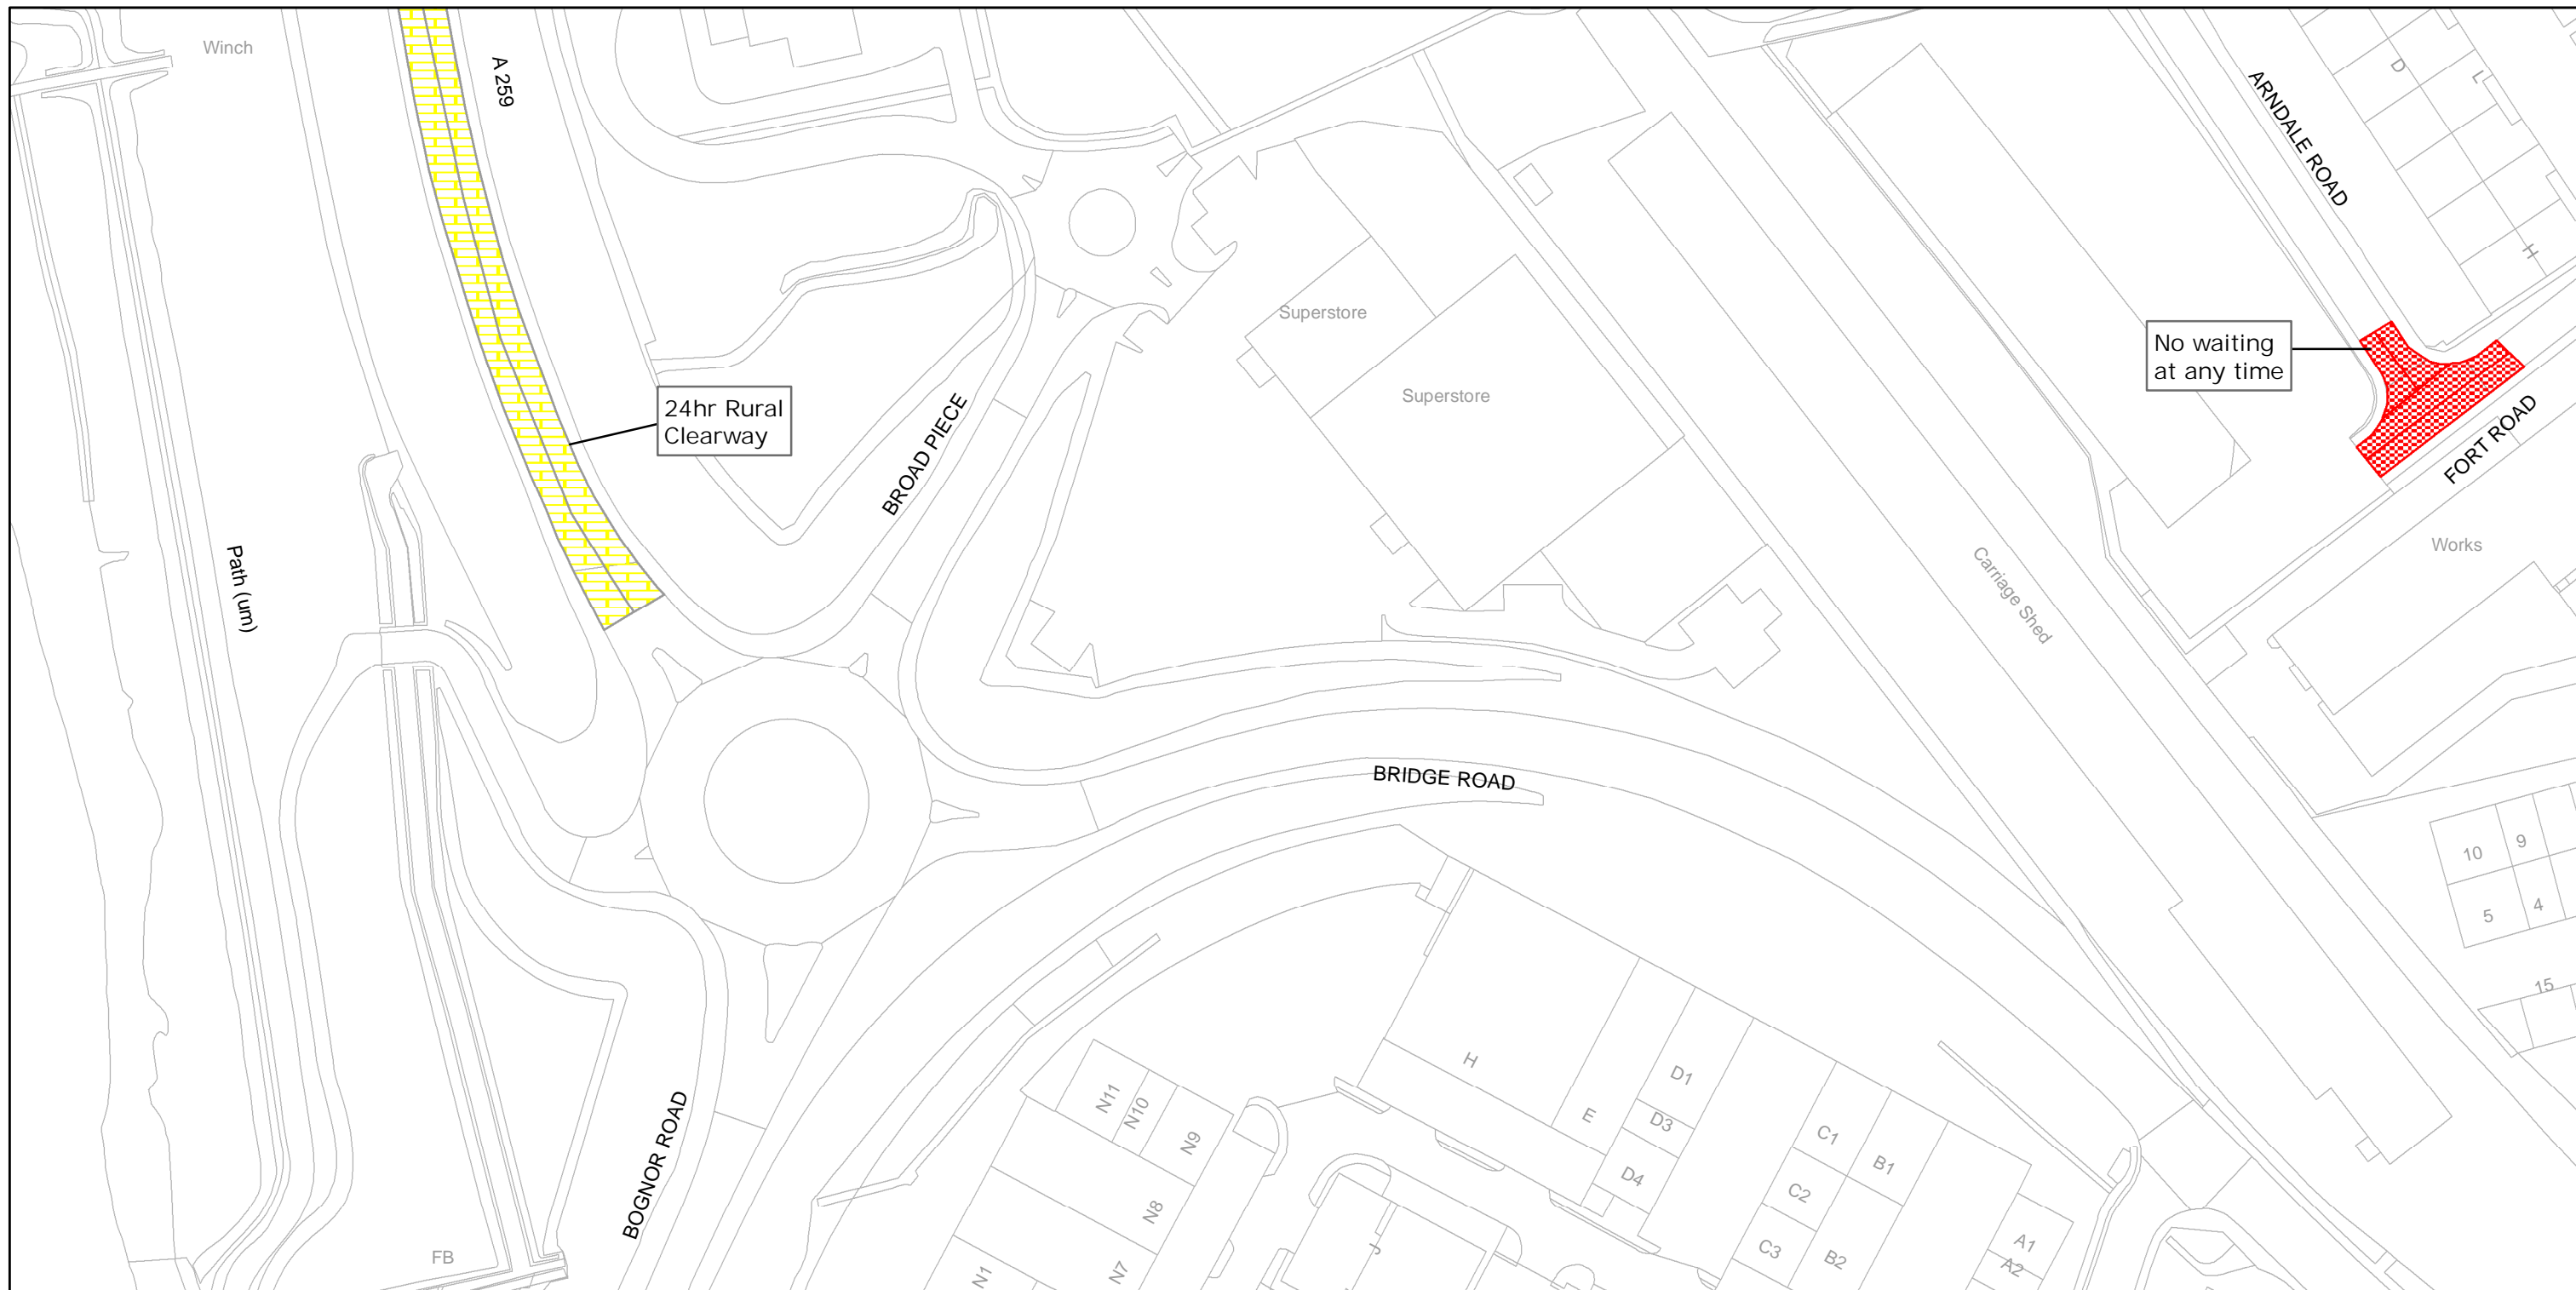 Winch
A 259
ARNDALE ROAD
D
L
H
Superstore
Superstore
No waiting
at any time
24hr Rural
Clearway
BROAD PIECE
FORT ROAD
Works
Path (um)
Carriage Shed
BRIDGE ROAD
10
9
5
4
15
H
D1
E
D3
D4
N11
N10
N9
N8
N7
N1
C1
B1
C2
C3
B2
A1
A2
J
BOGNOR ROAD
FB